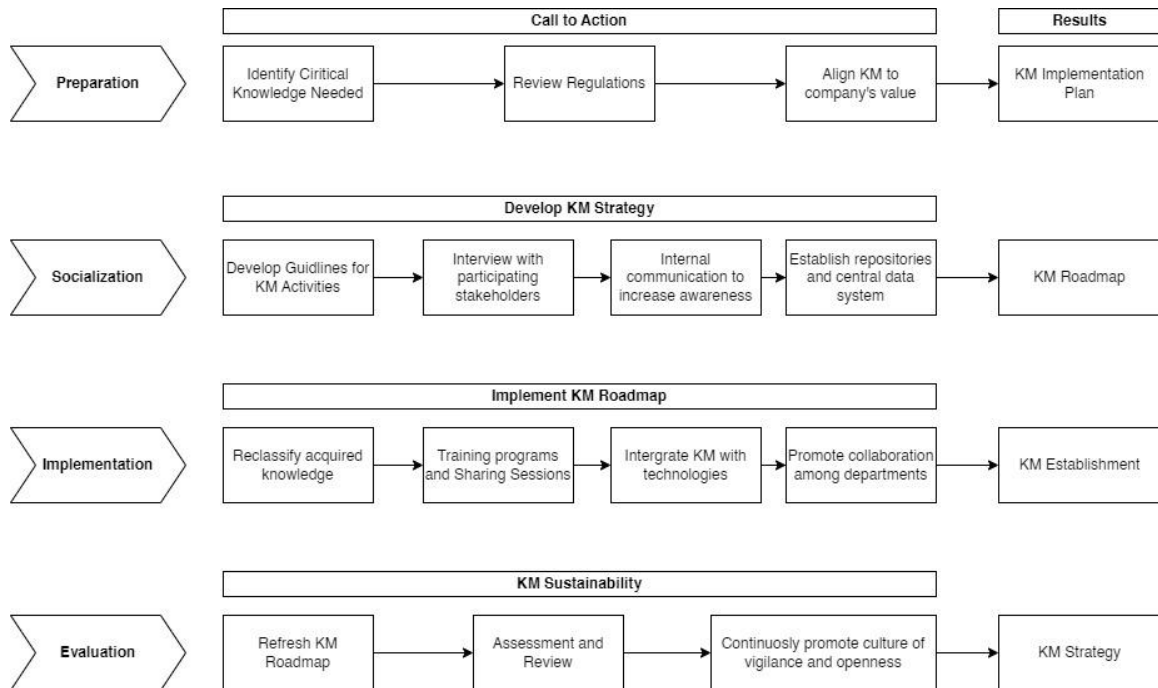 Call to Action
Results
Preparation
Identify Ciritical
Knowledge Needed
Review Regulations
Align KM to
company's value
KM Implementation
Plan
Develop KM Strategy
Socialization
Develop Guidlines for
KM Activities
Interview with
participating
stakeholders
Internal
communication to
increase awareness
Establish repositories
and central data
system
KM Roadmap
Implement KM Roadmap
Implementation
Reclassify acquired
knowledge
Training programs
and Sharing Sessions
Intergrate KM with
technologies
Promote collaboration
among departments
KM Establishment
KM Sustainability
Evaluation
Refresh KM
Roadmap
Assessment and
Review
Continuosly promote culture of
vigilance and openness
KM Strategy